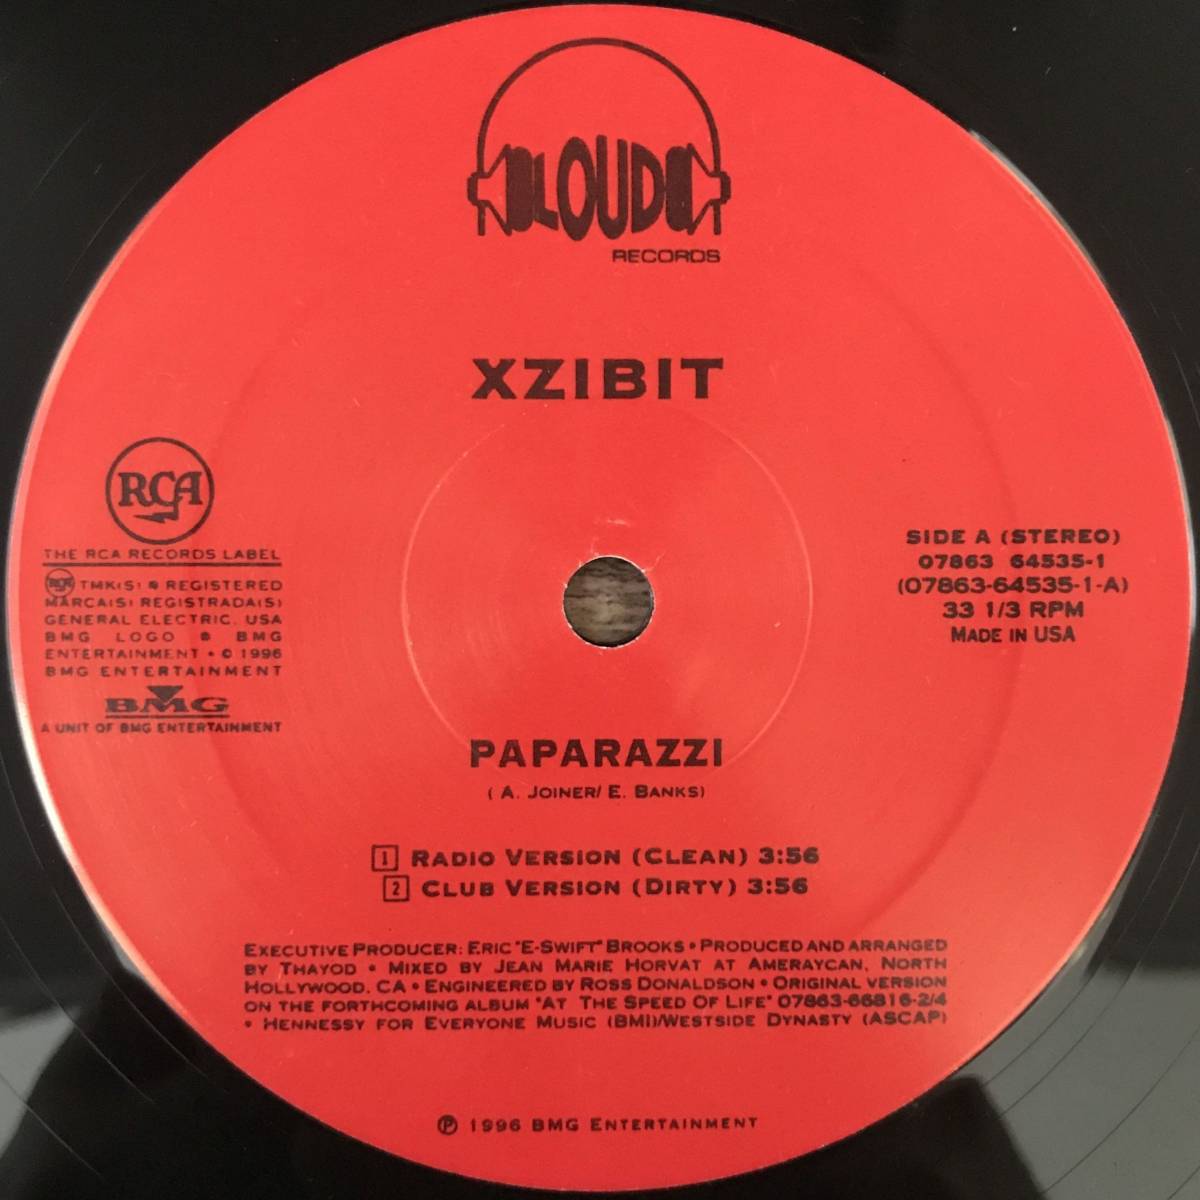 LOUD
RECORDS
XZIBIT
RCA
THE RCA RECORDS LABEL
RCA TMK(S) ® REGISTERED
MARCA(S) REGISTRADA(S)
GENERAL ELECTRIC, USA
BMG LOGO ® BMG
ENTERTAINMENT • © 1996
BMG ENTERTAINMENT
BMG
A UNIT OF BMG ENTERTAINMENT
SIDE A (STEREO)
07863 64535-1
(07863-64535-1-A)
33 1/3 RPM
MADE IN USA
PAPARAZZI
( A. JOINER/ E. BANKS)
1 RADIO VERSION (CLEAN) 3:56
2 CLUB VERSION (DIRTY) 3:56
EXECUTIVE PRODUCER: ERIC "E-SWIFT" BROOKS • PRODUCED AND ARRANGED
BY THAYOD • MIXED BY JEAN MARIE HORVAT AT AMERAYCAN, NORTH
HOLLYWOOD, CA • ENGINEERED BY ROSS DONALDSON • ORIGINAL VERSION
ON THE FORTHCOMING ALBUM "AT THE SPEED OF LIFE" 07863-66816-2/4
• HENNESSY FOR EVERYONE MUSIC (BMI)/WESTSIDE DYNASTY (ASCAP)
℗ 1996 BMG ENTERTAINMENT